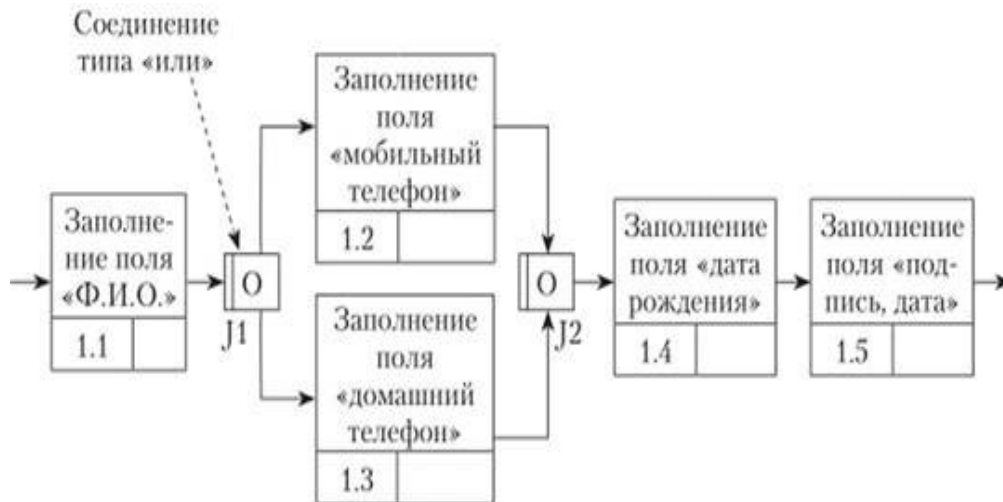 Соединение
типа «или»
Заполне-
ние поля
«Ф.И.О.»
1.1
O
J1
Заполнение
поля
«мобильный
телефон»
1.2
Заполнение
поля
«домашний
телефон»
1.3
O
J2
Заполнение
поля «дата
рождения»
1.4
Заполнение
поля «под-
пись, дата»
1.5